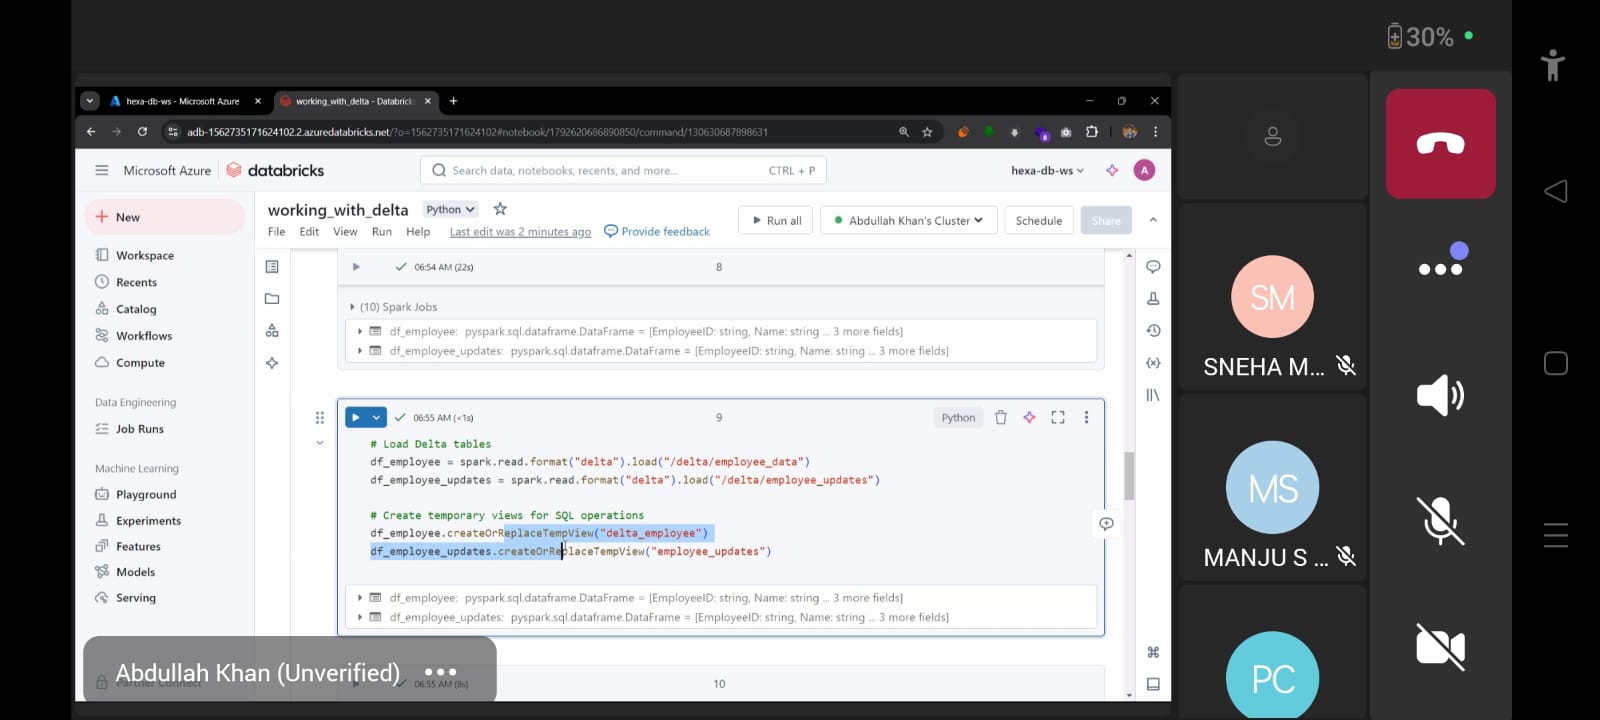 30%
hexa-db-ws - Microsoft Azure
working_with_delta - Databricks
adb-1562735171624102.2.azuredatabricks.net/?o=1562735171624102#notebook/1792620686890850/command/130630687898631
Microsoft Azure
databricks
Search data, notebooks, recents, and more...
CTRL + P
hexa-db-ws
A
New
Workspace
Recents
Catalog
Workflows
Compute
Data Engineering
Job Runs
Machine Learning
Playground
Experiments
Features
Models
Serving
working_with_delta
Python
File Edit View Run Help Last edit was 2 minutes ago Provide feedback
Run all
Abdullah Khan's Cluster
Schedule
Share
06:54 AM (22s)
8
(10) Spark Jobs
df_employee: pyspark.sql.dataframe.DataFrame = [EmployeeID: string, Name: string ... 3 more fields]
df_employee_updates: pyspark.sql.dataframe.DataFrame = [EmployeeID: string, Name: string ... 3 more fields]
06:55 AM (<1s)
9
Python
# Load Delta tables
df_employee = spark.read.format("delta").load("/delta/employee_data")
df_employee_updates = spark.read.format("delta").load("/delta/employee_updates")
# Create temporary views for SQL operations
df_employee.createOrReplaceTempView("delta_employee")
df_employee_updates.createOrReplaceTempView("employee_updates")
df_employee: pyspark.sql.dataframe.DataFrame = [EmployeeID: string, Name: string ... 3 more fields]
df_employee_updates: pyspark.sql.dataframe.DataFrame = [EmployeeID: string, Name: string ... 3 more fields]
06:55 AM (8s)
10
Abdullah Khan (Unverified)
Partner Connect
SM
SNEHA M...
MS
MANJU S ...
PC